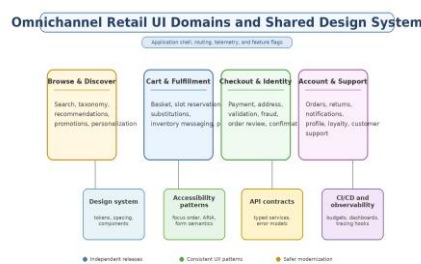 Omnichannel Retail UI Domains and Shared Design System
Application shell, routing, telemetry, and feature flags
Browse & Discover
Search, taxonomy,
recommendations,
promotions, personalization
Cart & Fulfillment
Basket, slot reservation
substitutions,
inventory messaging, p
Checkout & Identity
Payment, address,
validation, fraud,
order review, confirmat
Account & Support
Orders, returns,
notifications,
profile, loyalty, customer
support
Design system
tokens, spacing,
components
Accessibility
patterns
focus order, ARIA,
form semantics
API contracts
typed services,
error models
CI/CD and
observability
budgets, dashboards,
tracing hooks
Independent releases
Consistent UX patterns
Safer modernization